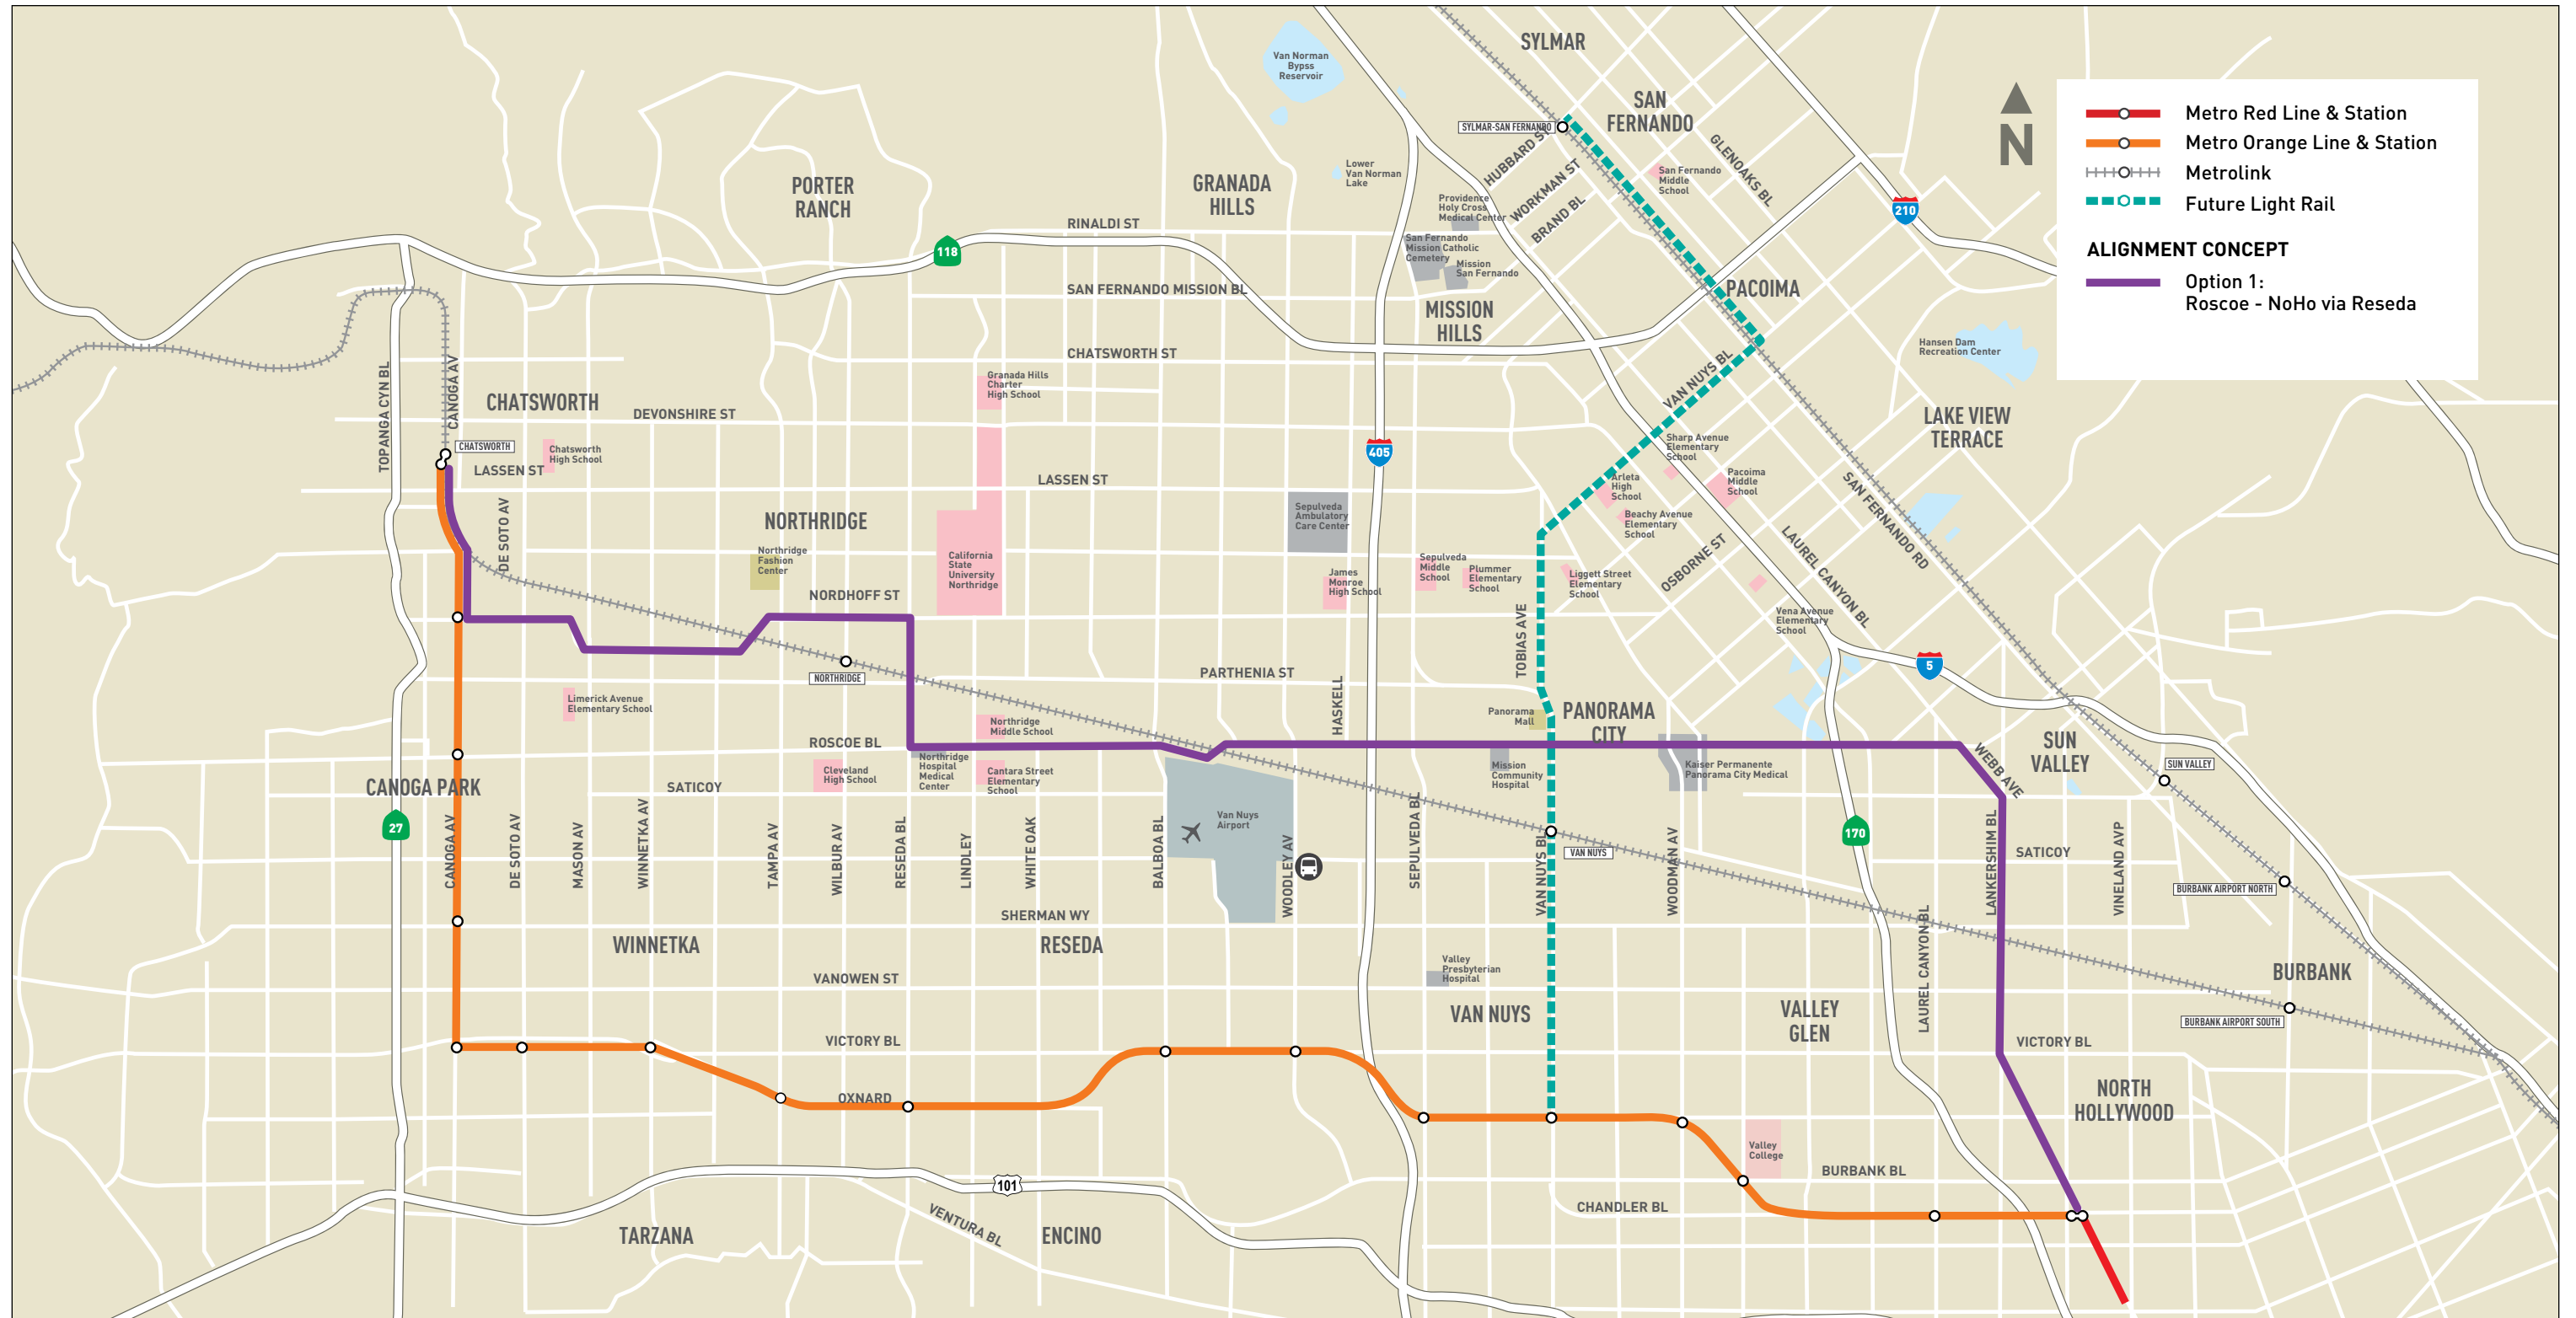 SYLMAR
Van Norman
Bypss
Reservoir
SAN
FERNANDO
SYLMAR-SAN FERNANDO
HUBBARD ST
WORKMAN ST
BRAND BL
GLENOAKS BL
San Fernando
Middle
School
N
Metro Red Line & Station
Metro Orange Line & Station
Metrolink
Future Light Rail
ALIGNMENT CONCEPT
Option 1:
Roscoe - NoHo via Reseda
210
Lower
Van Norman
Lake
PORTER
RANCH
GRANADA
HILLS
Providence
Holy Cross
Medical Center
RINALDI ST
118
San Fernando
Mission Catholic
Cemetery
Mission
San Fernando
SAN FERNANDO MISSION BL
MISSION
HILLS
PACOIMA
Hansen Dam
Recreation Center
CHATSWORTH ST
TOPANGA CYN BL
CANOGA AV
CHATSWORTH
Granada Hills
Charter
High School
VAN NUYS BL
DEVONSHIRE ST
LAKE VIEW
TERRACE
CHATSWORTH
Chatsworth
High School
LASSEN ST
LASSEN ST
405
Sharp Avenue
Elementary
School
Arleta
High
School
Pacoima
Middle
School
SAN FERNANDO RD
DE SOTO AV
NORTHRIDGE
Sepulveda
Ambulatory
Care Center
Beachy Avenue
Elementary
School
OSBORNE ST
LAUREL CANYON BL
Northridge
Fashion
Center
California
State
University
Northridge
James
Monroe
High School
Sepulveda
Middle
School
Plummer
Elementary
School
Liggett Street
Elementary
School
Vena Avenue
Elementary
School
NORDHOFF ST
TOBIAS AVE
5
NORTHRIDGE
PARTHENIA ST
HASKELL
Limerick Avenue
Elementary School
Northridge
Middle School
Panorama
Mall
PANORAMA
CITY
ROSCOE BL
Northridge
Hospital
Medical
Center
Cleveland
High School
Cantara Street
Elementary
School
Mission
Community
Hospital
Kaiser Permanente
Panorama City Medical
WEBB AVE
SUN
VALLEY
SUN VALLEY
CANOGA PARK
SATICOY
27
Van Nuys
Airport
170
CANOGA AV
DE SOTO AV
MASON AV
WINNETKA AV
TAMPA AV
WILBUR AV
RESEDA BL
LINDLEY
WHITE OAK
BALBOA BL
WOODLEY AV
SEPULVEDA BL
VAN NUYS BL
VAN NUYS
WOODMAN AV
LAUREL CANYON BL
LANKERSHIM BL
SATICOY
VINELAND AVP
BURBANK AIRPORT NORTH
SHERMAN WY
WINNETKA
RESEDA
VANOWEN ST
Valley
Presbyterian
Hospital
VAN NUYS
VALLEY
GLEN
BURBANK
BURBANK AIRPORT SOUTH
VICTORY BL
VICTORY BL
OXNARD
NORTH
HOLLYWOOD
Valley
College
BURBANK BL
101
CHANDLER BL
TARZANA
VENTURA BL
ENCINO